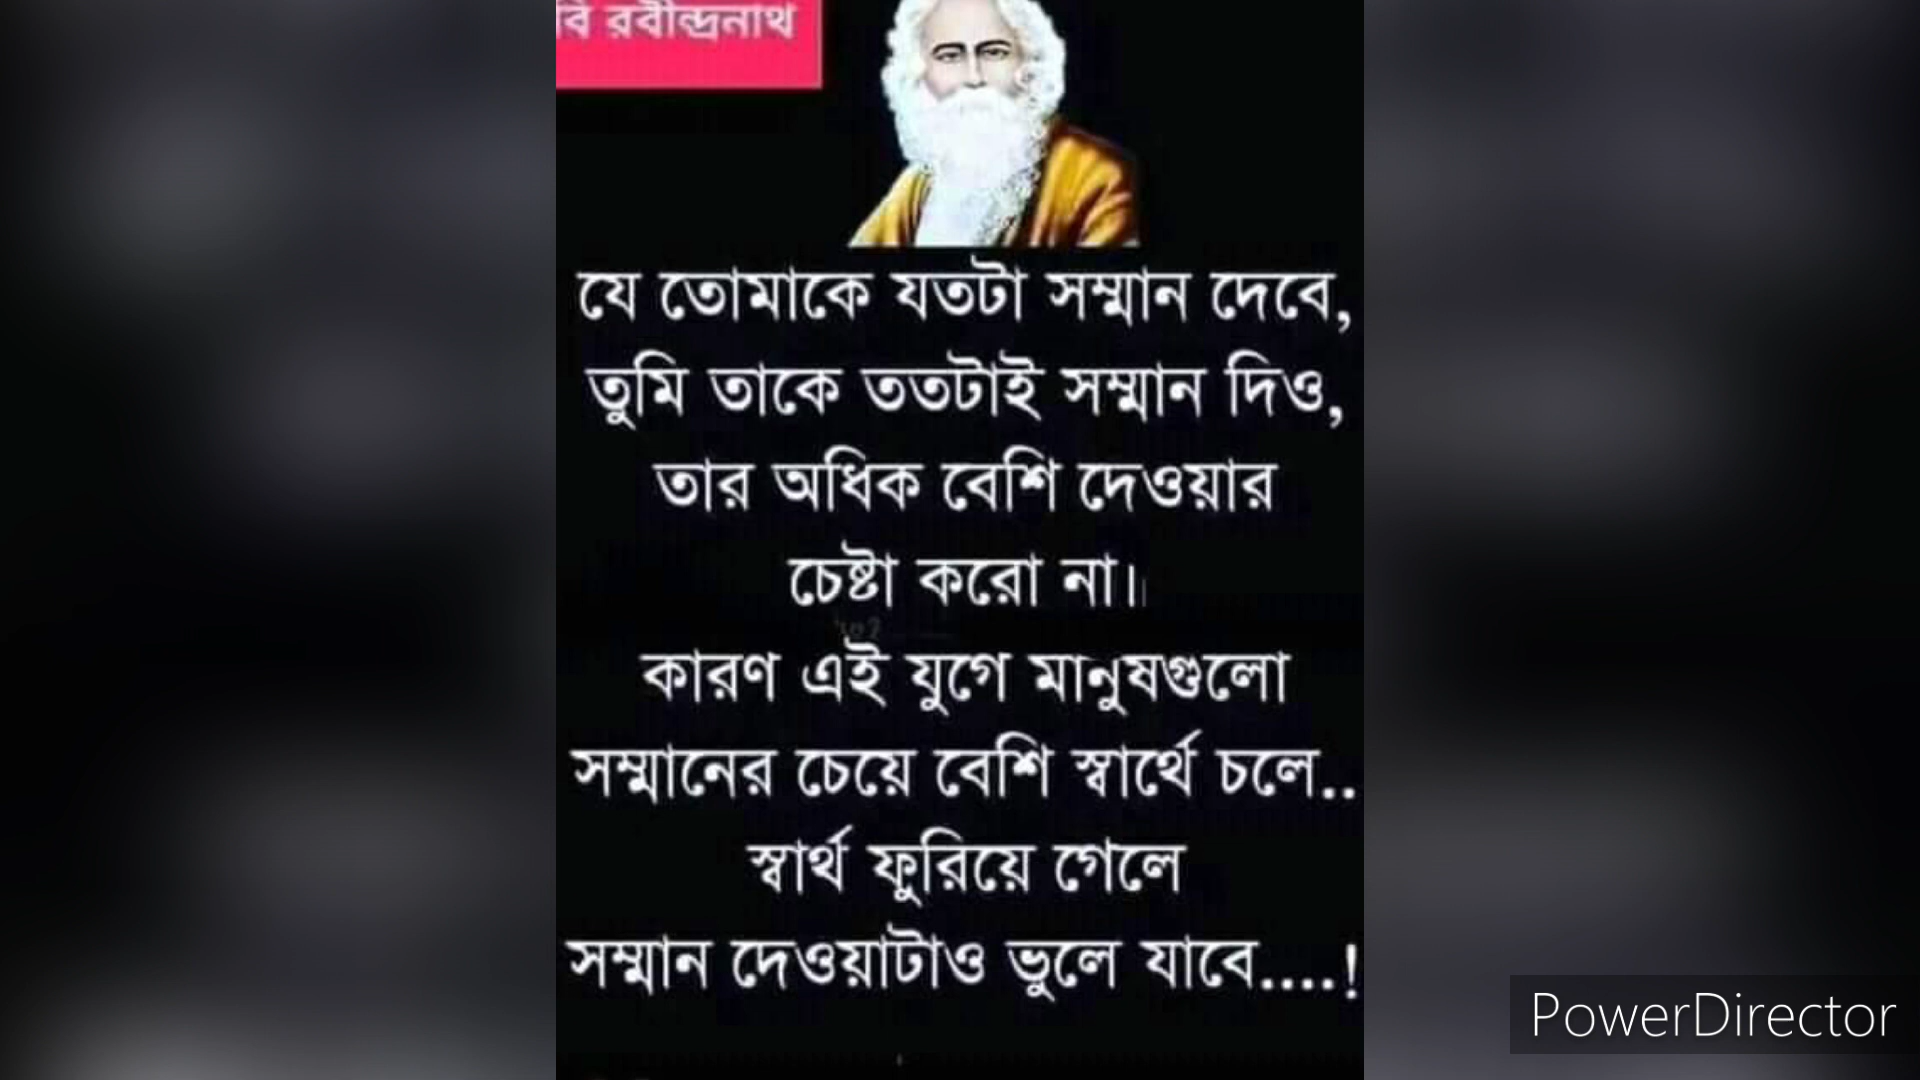 রবীন্দ্রনাথ
যে তোমাকে যতটা সম্মান দেবে,
তুমি তাকে ততটাই সম্মান দিও,
তার অধিক বেশি দেওয়ার
চেষ্টা করো না।
কারণ এই যুগে মানুষগুলো
সম্মানের চেয়ে বেশি স্বার্থে চলে..
স্বার্থ ফুরিয়ে গেলে
সম্মান দেওয়াটাও ভুলে যাবে....!
PowerDirector